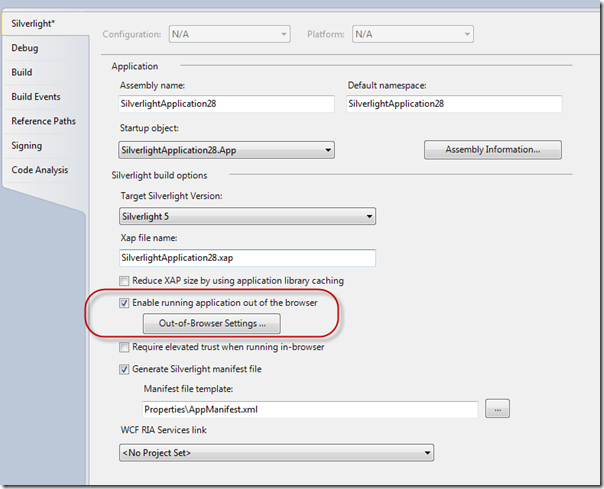 Silverlight*
Debug
Build
Build Events
Reference Paths
Signing
Code Analysis
Configuration: N/A Platform: N/A
Application
Assembly name: Default namespace:
SilverlightApplication28 SilverlightApplication28
Startup object:
SilverlightApplication28.App Assembly Information...
Silverlight build options
Target Silverlight Version:
Silverlight 5
Xap file name:
SilverlightApplication28.xap
Reduce XAP size by using application library caching
Enable running application out of the browser
Out-of-Browser Settings ...
Require elevated trust when running in-browser
Generate Silverlight manifest file
Manifest file template:
Properties\AppManifest.xml ...
WCF RIA Services link
<No Project Set>